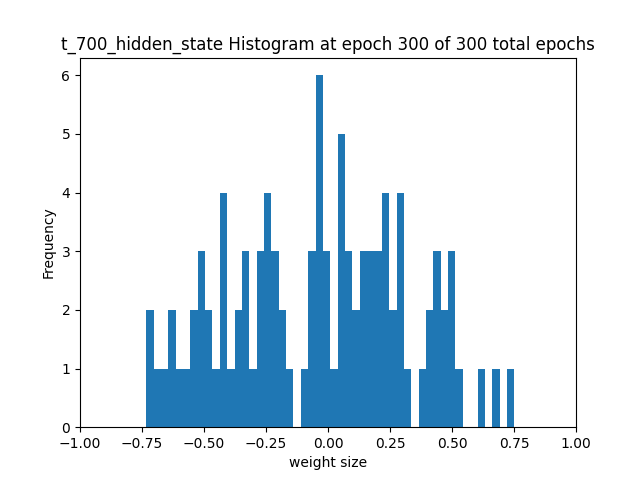 t_700_hidden_state Histogram at epoch 300 of 300 total epochs
6
5
4
3
2
1
0
Frequency
−1.00 −0.75 −0.50 −0.25 0.00 0.25 0.50 0.75 1.00
weight size